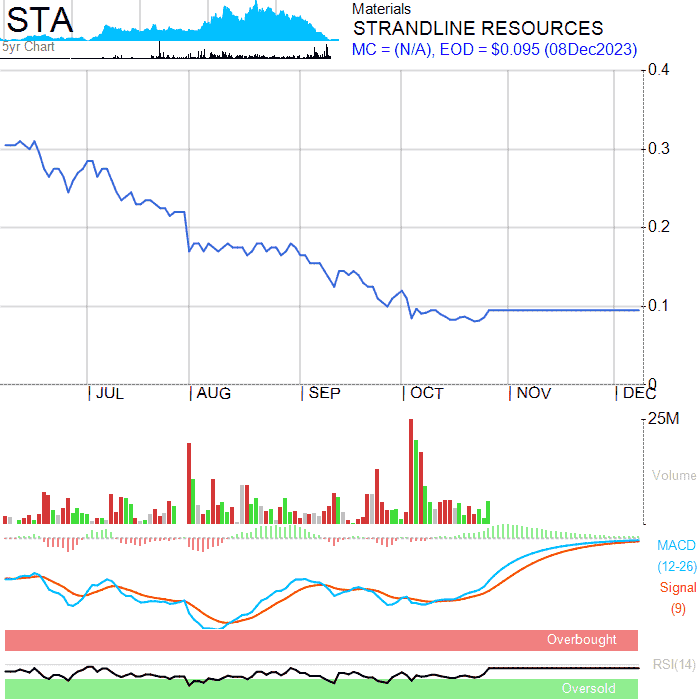 STA
5yr Chart
Materials
STRANDLINE RESOURCES
MC = (N/A), EOD = $0.095 (08Dec2023)
0.4
0.3
0.2
0.1
0
JUL AUG SEP OCT NOV DEC
25M
Volume
MACD
(12-26)
Signal
(9)
Overbought
RSI(14)
Oversold